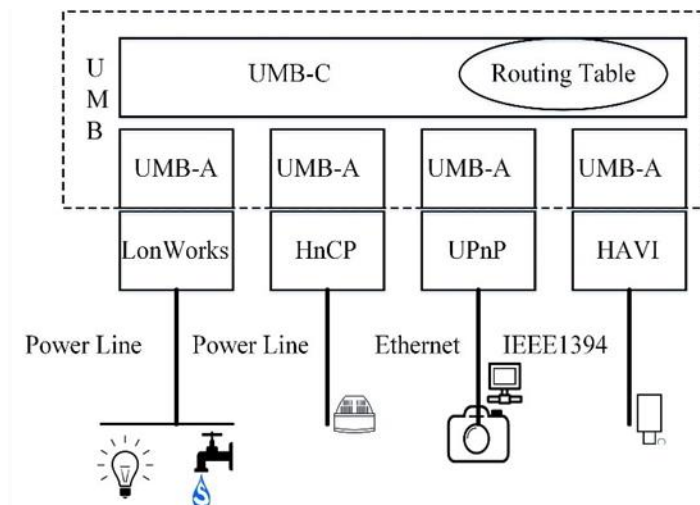 U
M
B
UMB-C
Routing Table
UMB-A UMB-A UMB-A UMB-A
LonWorks HnCP UPnP HAVI
Power Line Power Line Ethernet IEEE1394
S